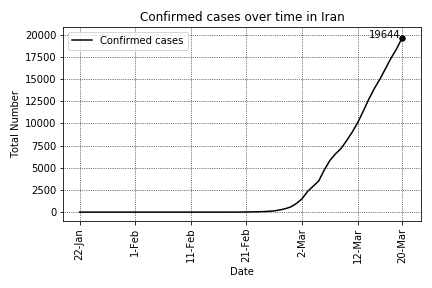 Confirmed cases over time in Iran
20000
17500
15000
12500
10000
7500
5000
2500
0
Total Number
Confirmed cases
19644
22-Jan
1-Feb
11-Feb
21-Feb
2-Mar
12-Mar
20-Mar
Date